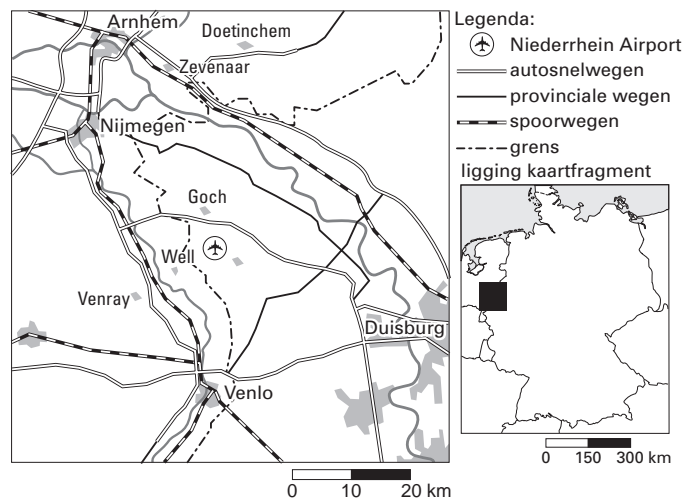 Arnhem
Doetinchem
Zevenaar
Nijmegen
Goch
Well
Venray
Duisburg
Venlo
0 10 20 km
Legenda:
Niederrhein Airport
autosnelwegen
provinciale wegen
spoorwegen
grens
ligging kaartfragment
0 150 300 km